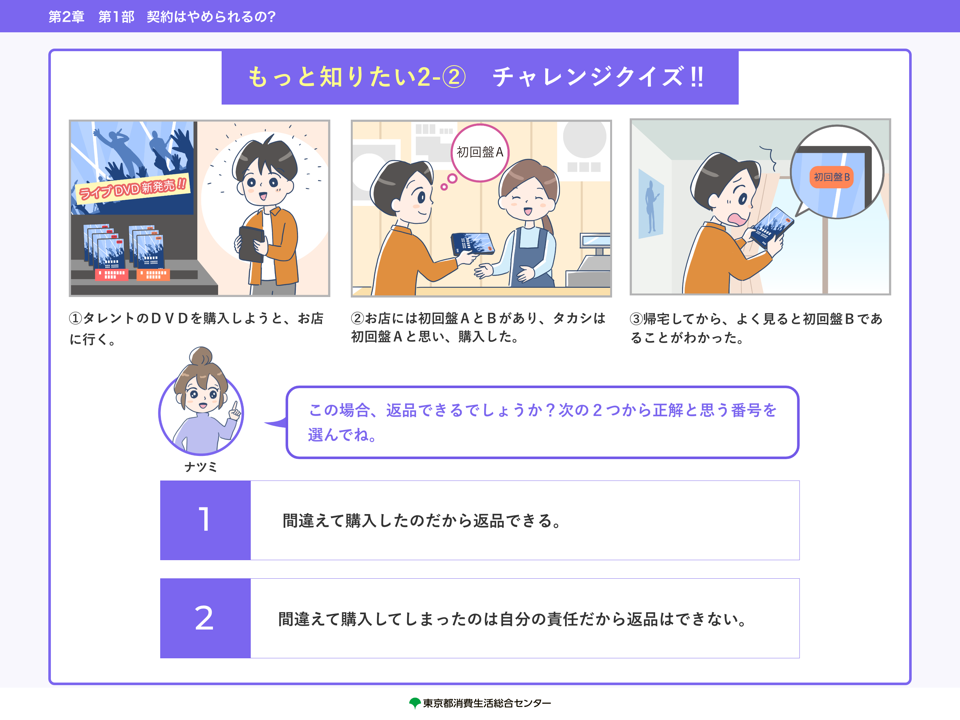 第2章　第1部　契約はやめられるの?
もっと知りたい2-②　チャレンジクイズ!!
ライブDVD新発売!!
初回盤A
初回盤B
①タレントのＤＶＤを購入しようと、お店
に行く。
②お店には初回盤ＡとＢがあり、タカシは
初回盤Ａと思い、購入した。
③帰宅してから、よく見ると初回盤Ｂであ
ることがわかった。
この場合、返品できるでしょうか？次の２つから正解と思う番号を
選んでね。
ナツミ
1
間違えて購入したのだから返品できる。
2
間違えて購入してしまったのは自分の責任だから返品はできない。
東京都消費生活総合センター